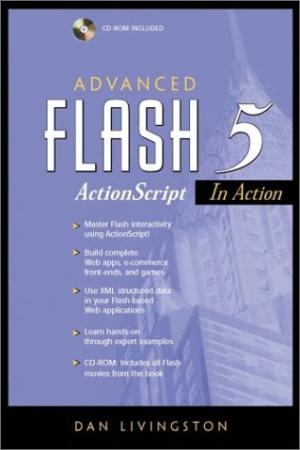 CD-ROM INCLUDED
ADVANCED
FLASH 5
ActionScript In Action
Master Flash interactivity
using ActionScript!
Build complete
Web apps, e-commerce
front-ends, and games
Use XML structured data
in your Flash-based
Web applications
Learn hands-on
through expert examples
CD-ROM: Includes all Flash
movies from the book
DAN LIVINGSTON